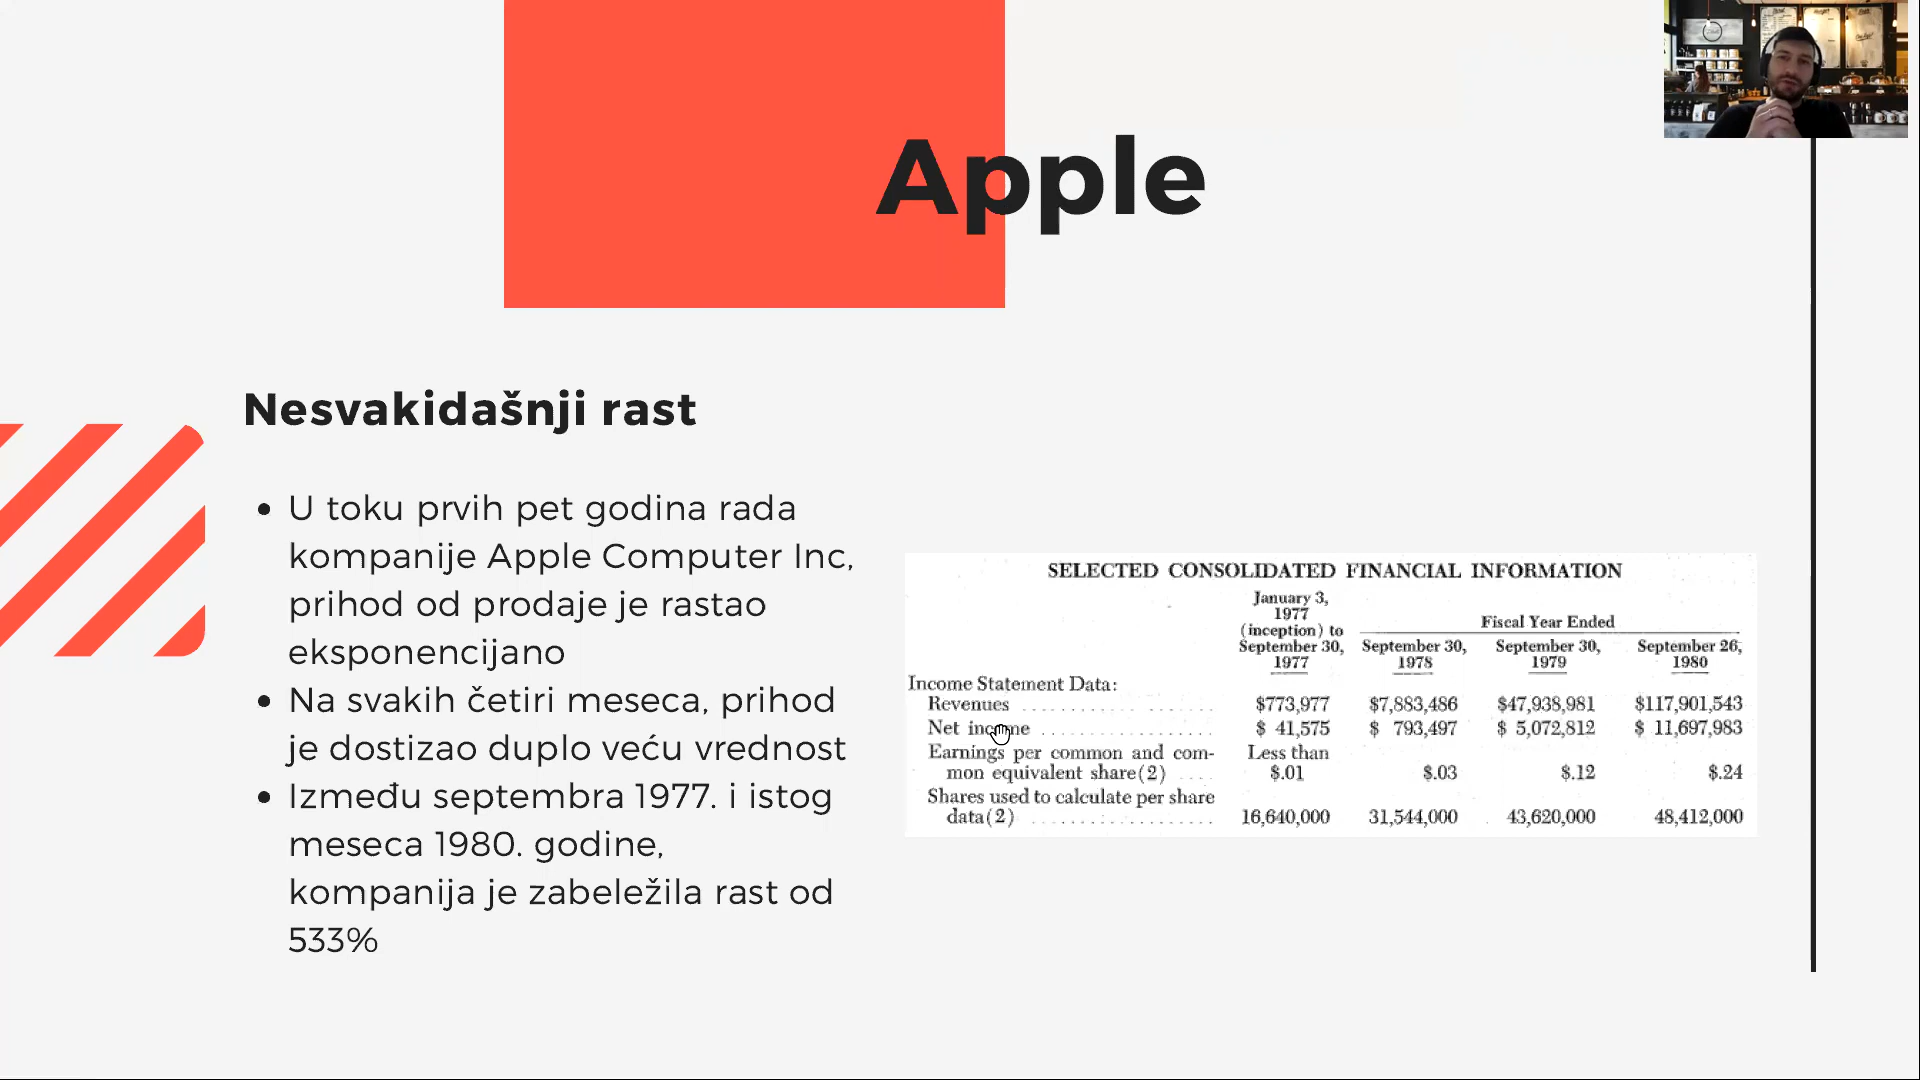 Apple
Nesvakidašnji rast
U toku prvih pet godina rada
kompanije Apple Computer Inc,
prihod od prodaje je rastao
eksponencijano
Na svakih četiri meseca, prihod
je dostizao duplo veću vrednost
Između septembra 1977. i istog
meseca 1980. godine,
kompanija je zabeležila rast od
533%
SELECTED CONSOLIDATED FINANCIAL INFORMATION
January 3,
1977
(inception) to
September 30,
1977
Fiscal Year Ended
September 30, September 30, September 26,
1978 1979 1980
Income Statement Data:
Revenues $773,977 $7,883,486 $47,938,981 $117,901,543
Net income $ 41,575 $ 793,497 $ 5,072,812 $ 11,697,983
Earnings per common and com- Less than
mon equivalent share(2) $.01 $.03 $.12 $.24
Shares used to calculate per share
data(2) 16,640,000 31,544,000 43,620,000 48,412,000